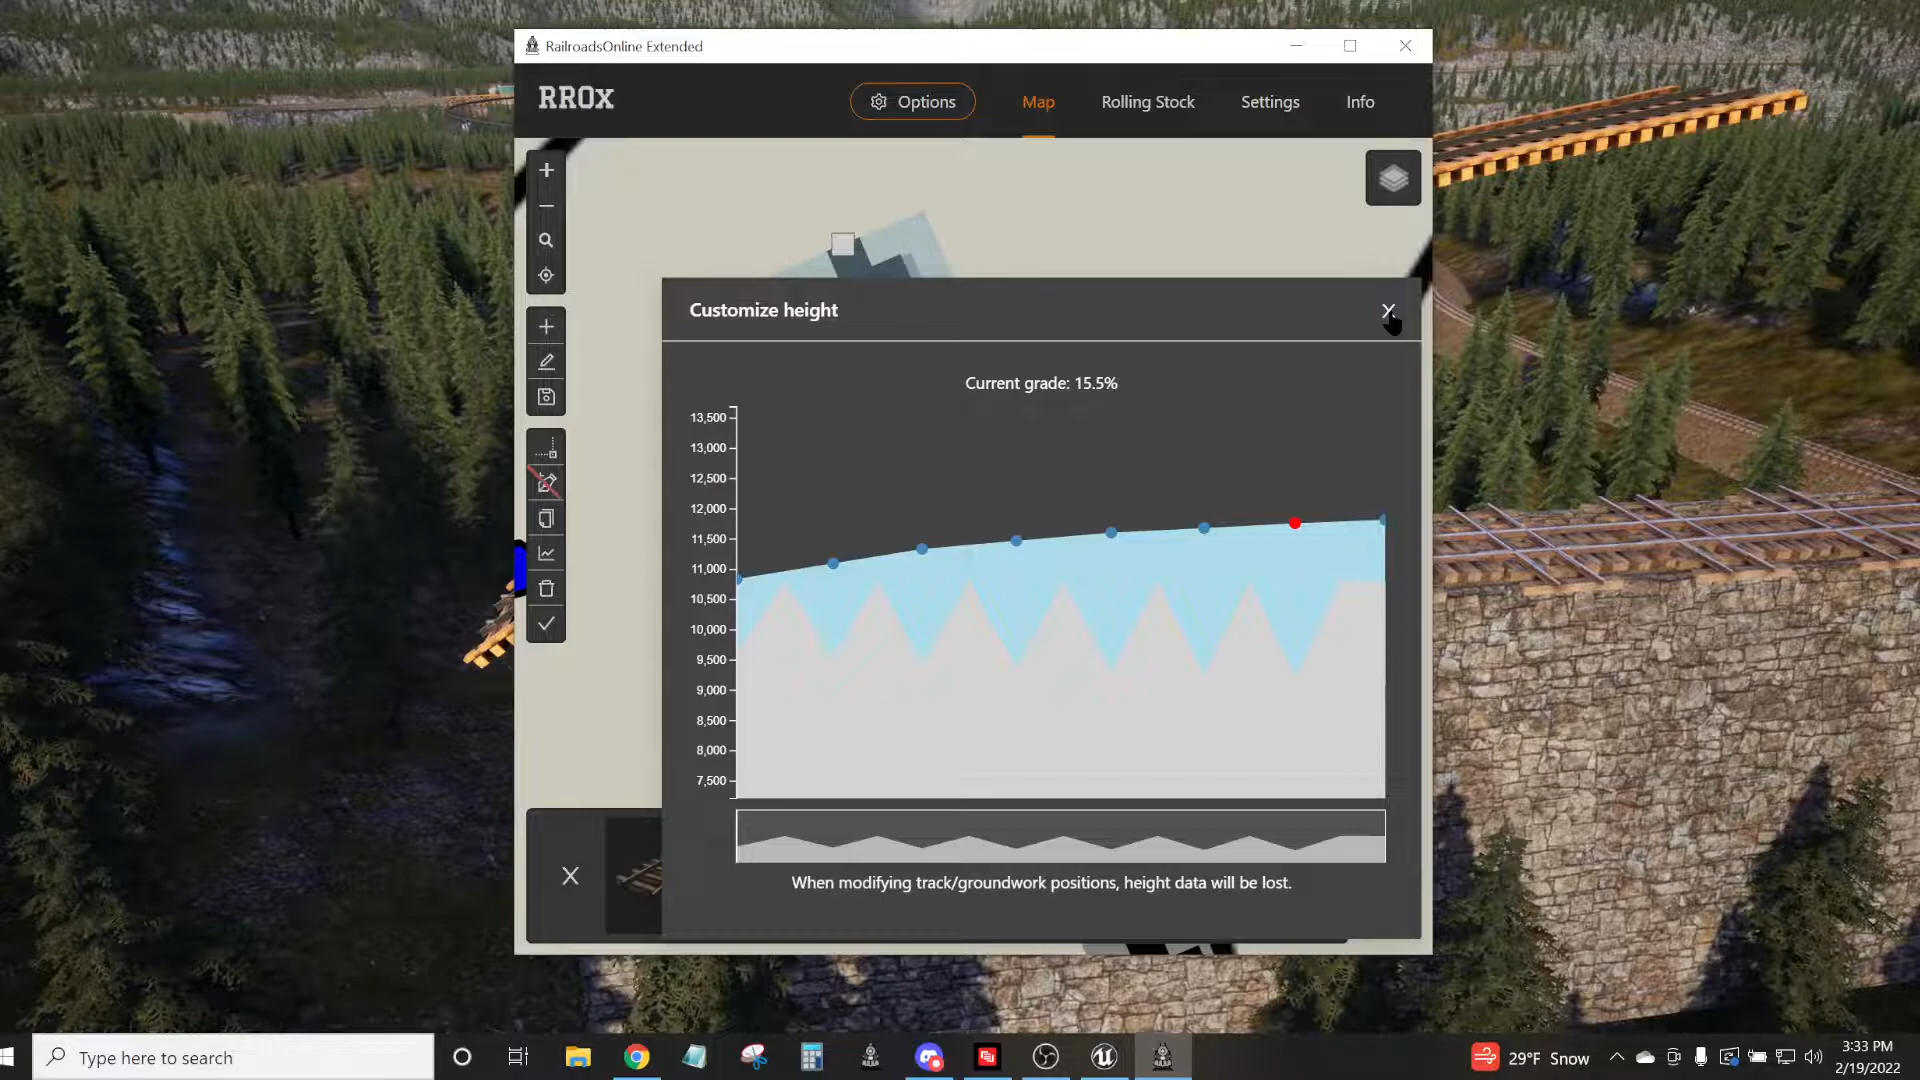 RailroadsOnline Extended
RROx
Options
Map
Rolling Stock
Settings
Info
Customize height
X
Current grade: 15.5%
13,500
13,000
12,500
12,000
11,500
11,000
10,500
10,000
9,500
9,000
8,500
8,000
7,500
When modifying track/groundwork positions, height data will be lost.
X
Type here to search
29°F Snow
3:33 PM
2/19/2022